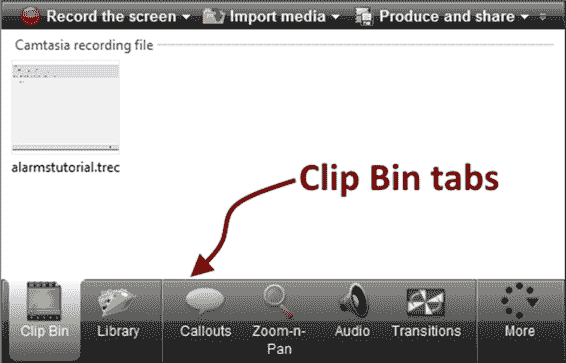 Record the screen Import media Produce and share
Camtasia recording file
alarmstutorial.trec
Clip Bin tabs
Clip Bin Library Callouts Zoom-n-Pan Audio Transitions More